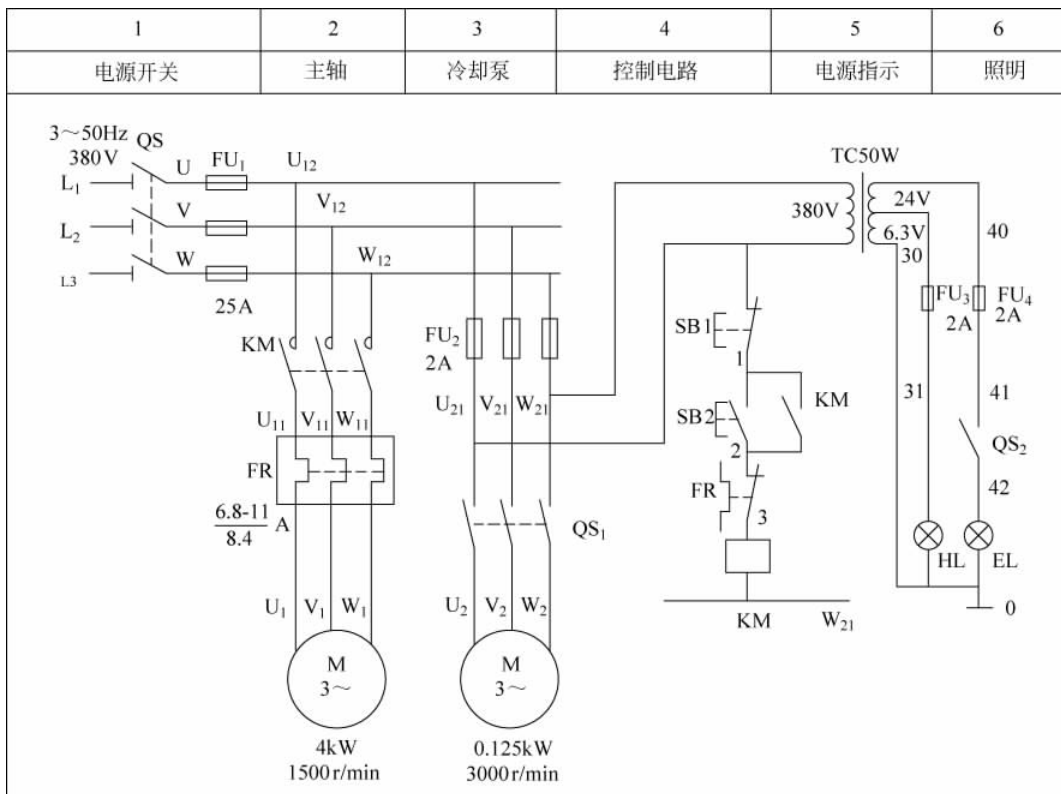 1 2 3 4 5 6
电源开关 主轴 冷却泵 控制电路 电源指示 照明
3～50Hz
380V
QS
L₁
L₂
L3
U
V
W
FU₁
25A
U₁₂
V₁₂
W₁₂
KM
U₁₁ V₁₁ W₁₁
FR
6.8-11
8.4
A
U₁ V₁ W₁
M
3～
4kW
1500r/min
FU₂
2A
U₂₁ V₂₁ W₂₁
QS₁
U₂ V₂ W₂
M
3～
0.125kW
3000r/min
SB1
1
SB2
KM
2
FR
3
KM W₂₁
TC50W
380V
24V
6.3V
30
40
FU₃
2A
FU₄
2A
31
41
QS₂
42
HL
EL
0